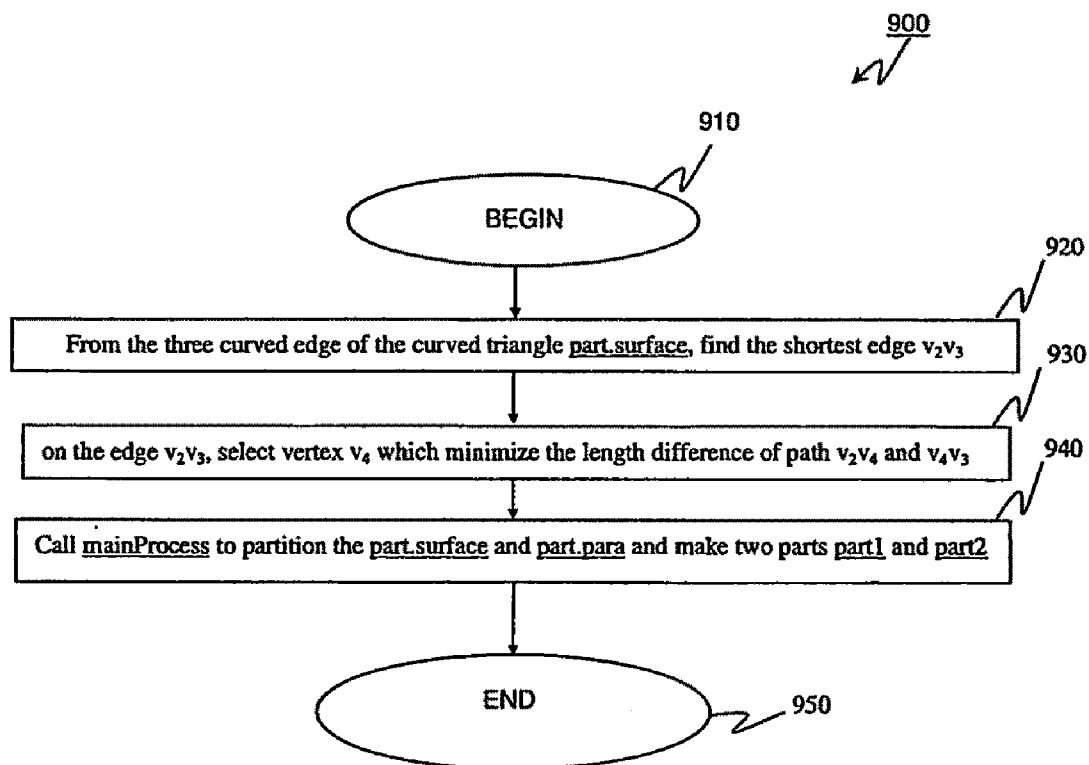 900
910
BEGIN
920
From the three curved edge of the curved triangle part.surface, find the shortest edge v₂v₃
930
on the edge v₂v₃, select vertex v₄ which minimize the length difference of path v₂v₄ and v₄v₃
940
Call mainProcess to partition the part.surface and part.para and make two parts part1 and part2
END
950